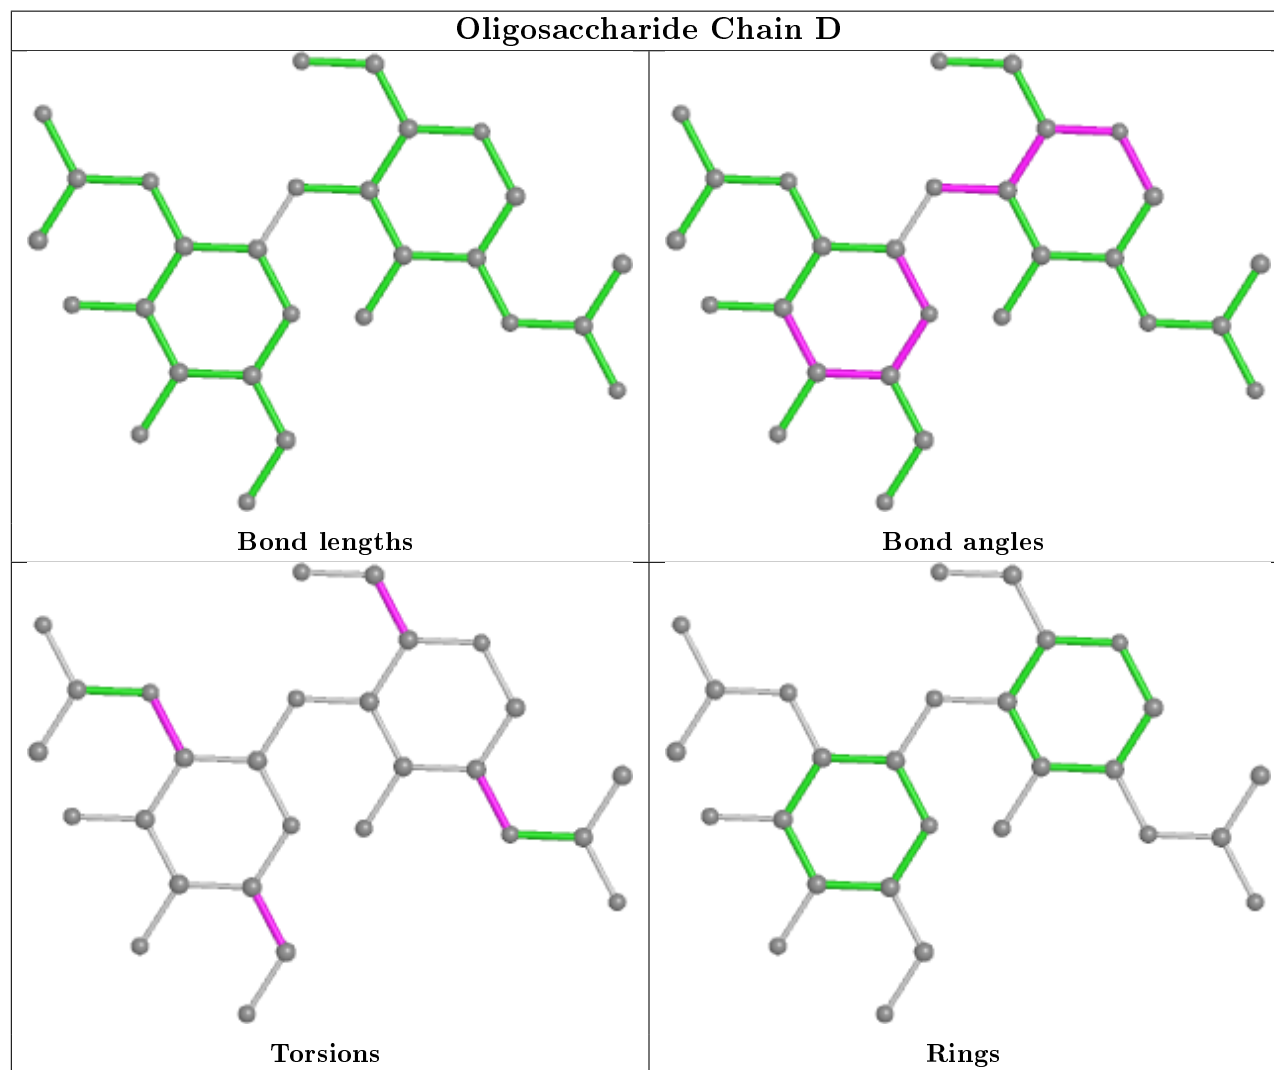 Oligosaccharide Chain D
Bond lengths
Bond angles
Torsions
Rings